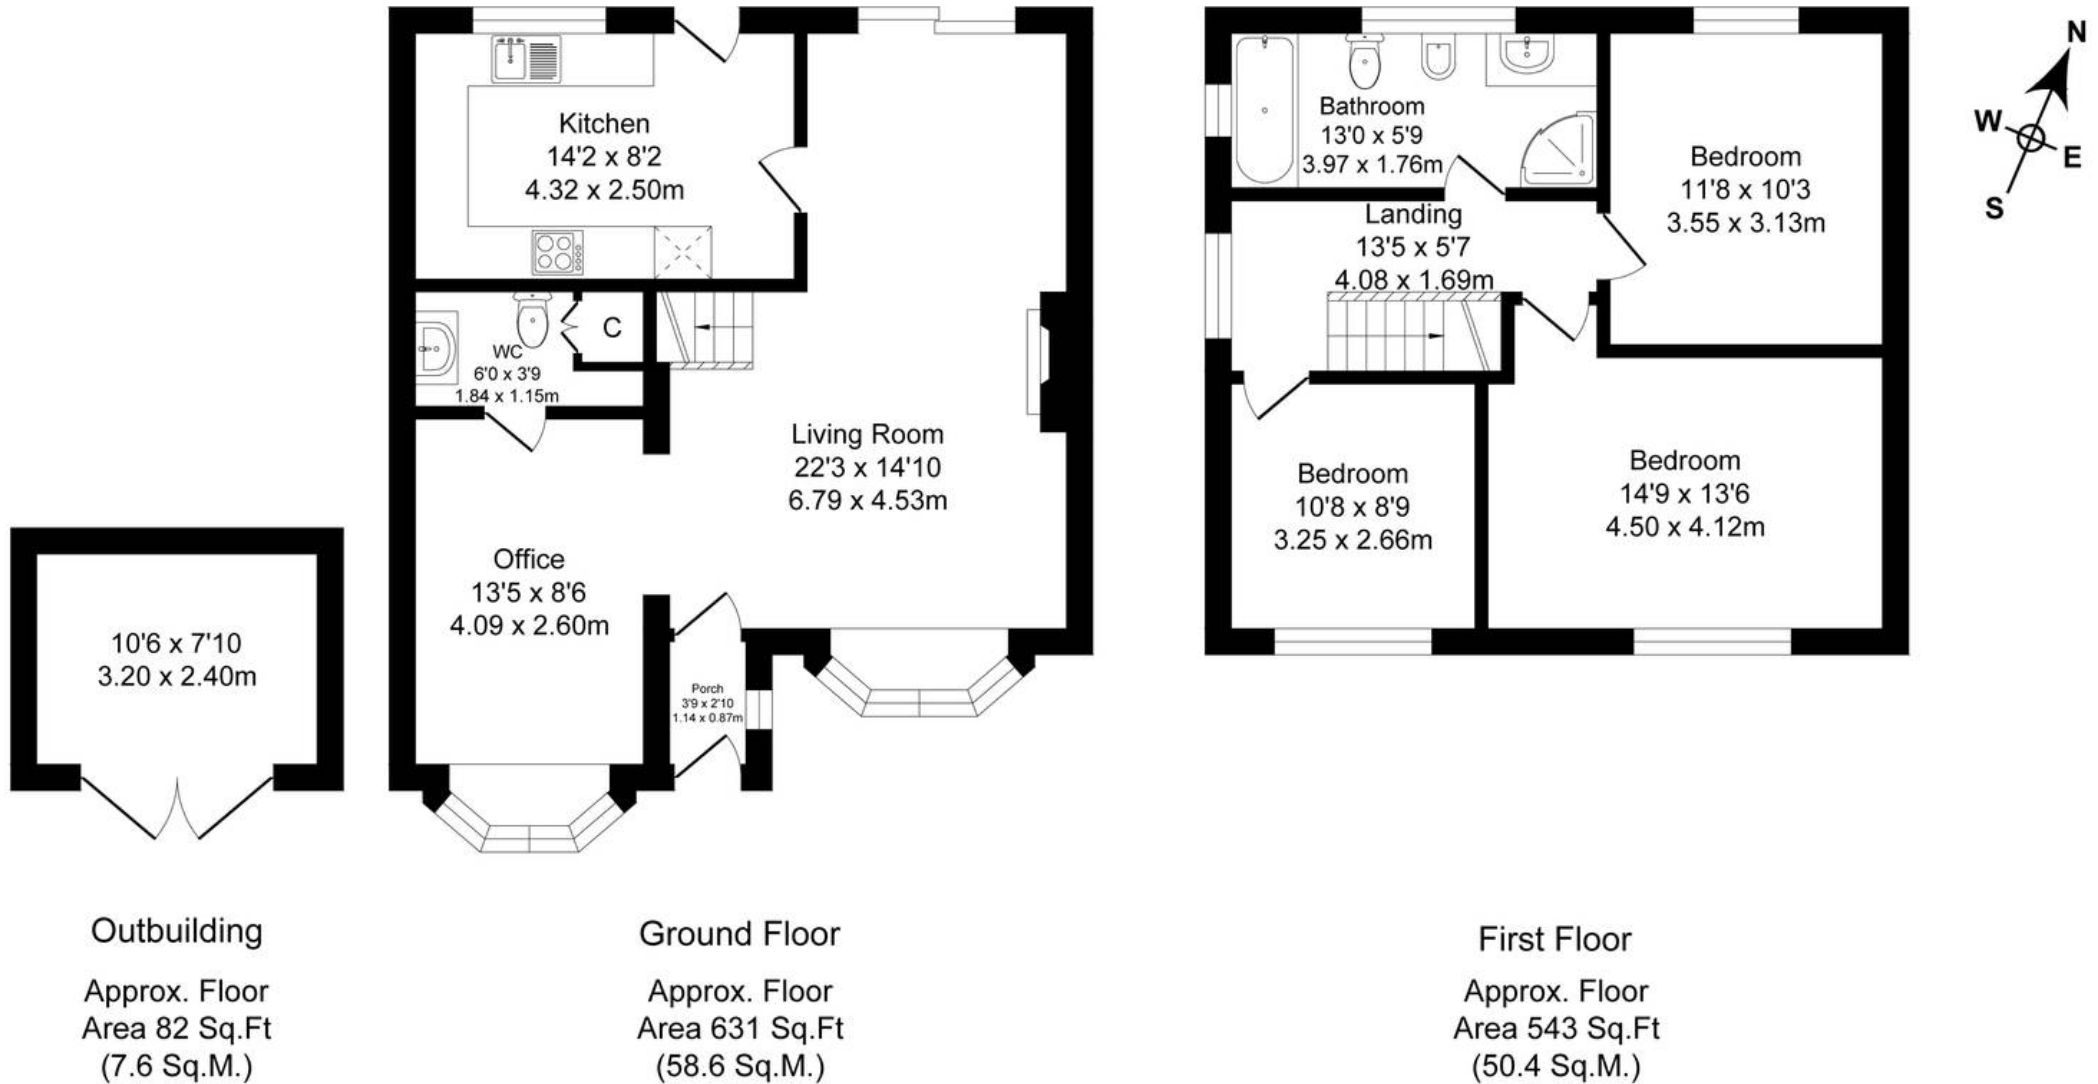 Kitchen
14'2 x 8'2
4.32 x 2.50m
C
WC
6'0 x 3'9
1.84 x 1.15m
Living Room
22'3 x 14'10
6.79 x 4.53m
Office
13'5 x 8'6
4.09 x 2.60m
Porch
3'9 x 2'10
1.14 x 0.87m
10'6 x 7'10
3.20 x 2.40m
Bathroom
13'0 x 5'9
3.97 x 1.76m
Bedroom
11'8 x 10'3
3.55 x 3.13m
Landing
13'5 x 5'7
4.08 x 1.69m
Bedroom
10'8 x 8'9
3.25 x 2.66m
Bedroom
14'9 x 13'6
4.50 x 4.12m
N
W
E
S
Outbuilding
Approx. Floor
Area 82 Sq.Ft
(7.6 Sq.M.)
Ground Floor
Approx. Floor
Area 631 Sq.Ft
(58.6 Sq.M.)
First Floor
Approx. Floor
Area 543 Sq.Ft
(50.4 Sq.M.)